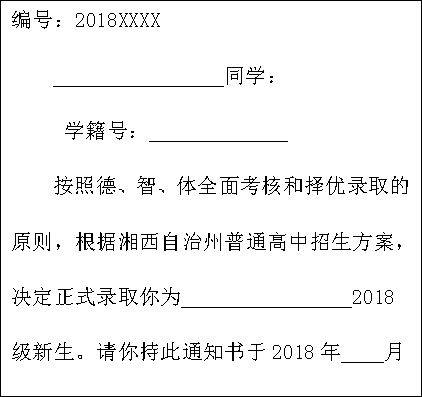 编号：2018XXXX
________________同学：
学籍号：_____________
按照德、智、体全面考核和择优录取的
原则，根据湘西自治州普通高中招生方案，
决定正式录取你为__________________2018
级新生。请你持此通知书于 2018 年____月